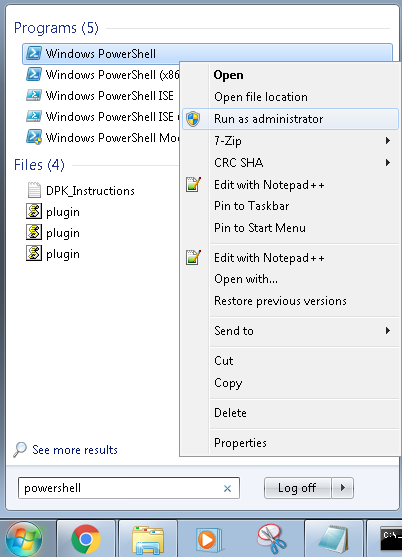 Programs (5)
Windows PowerShell
Windows PowerShell (x86
Windows PowerShell ISE
Windows PowerShell ISE
Windows PowerShell Mo
Files (4)
DPK_Instructions
plugin
plugin
plugin
See more results
Open
Open file location
Run as administrator
7-Zip
CRC SHA
Edit with Notepad++
Pin to Taskbar
Pin to Start Menu
Edit with Notepad++
Open with...
Restore previous versions
Send to
Cut
Copy
Delete
Properties
powershell
Log off
C:\